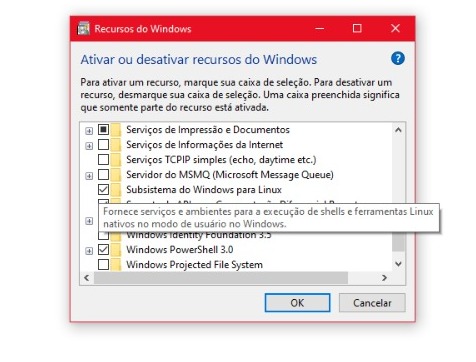 Recursos do Windows
Ativar ou desativar recursos do Windows
?
Para ativar um recurso, marque sua caixa de seleção. Para desativar um
recurso, desmarque sua caixa de seleção. Uma caixa preenchida significa
que somente parte do recurso está ativada.
Serviços de Impressão e Documentos
Serviços de Informações da Internet
Serviços TCPIP simples (echo, daytime etc.)
Servidor do MSMQ (Microsoft Message Queue)
Subsistema do Windows para Linux
Fornece serviços e ambientes para a execução de shells e ferramentas Linux
nativos no modo de usuário no Windows.
Windows Identity Foundation 3.5
Windows PowerShell 3.0
Windows Projected File System
OK
Cancelar